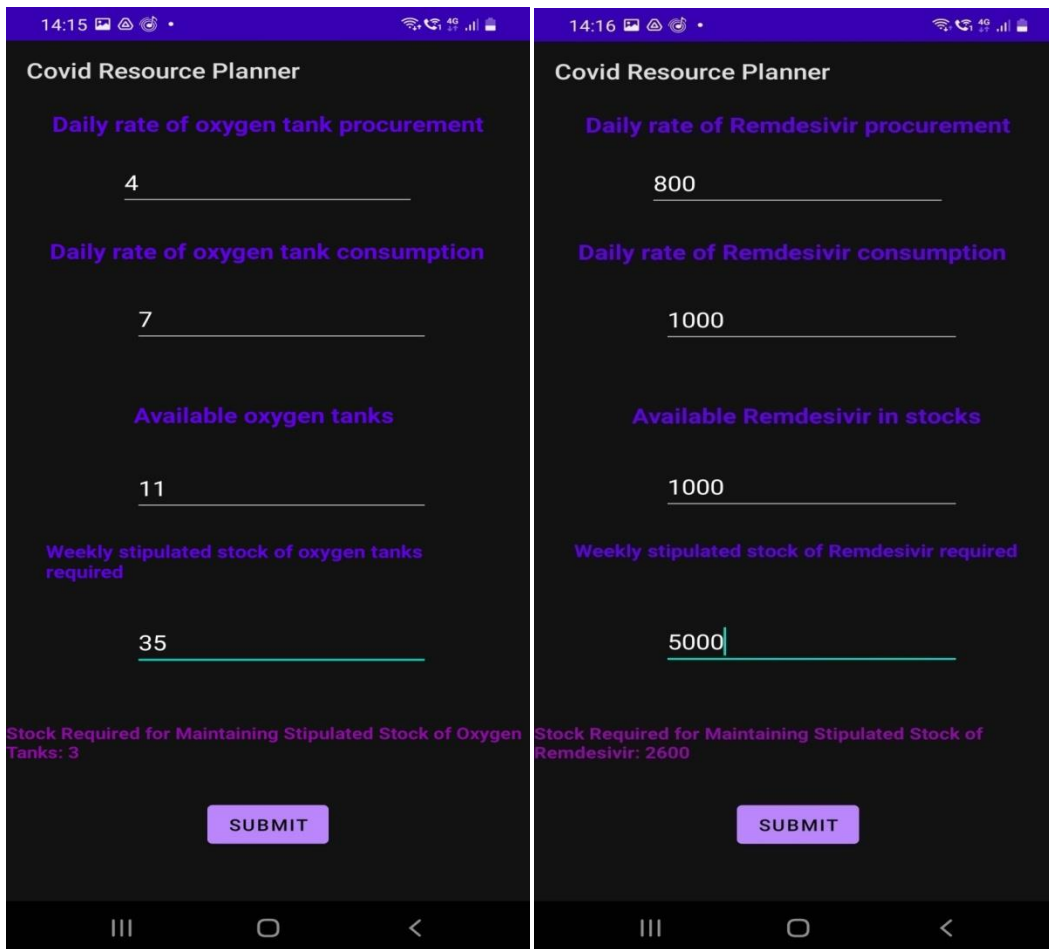 14:15
Covid Resource Planner
Daily rate of oxygen tank procurement
4
Daily rate of oxygen tank consumption
7
Available oxygen tanks
11
Weekly stipulated stock of oxygen tanks
required
35
Stock Required for Maintaining Stipulated Stock of Oxygen
Tanks: 3
SUBMIT
14:16
Covid Resource Planner
Daily rate of Remdesivir procurement
800
Daily rate of Remdesivir consumption
1000
Available Remdesivir in stocks
1000
Weekly stipulated stock of Remdesivir required
5000
Stock Required for Maintaining Stipulated Stock of
Remdesivir: 2600
SUBMIT